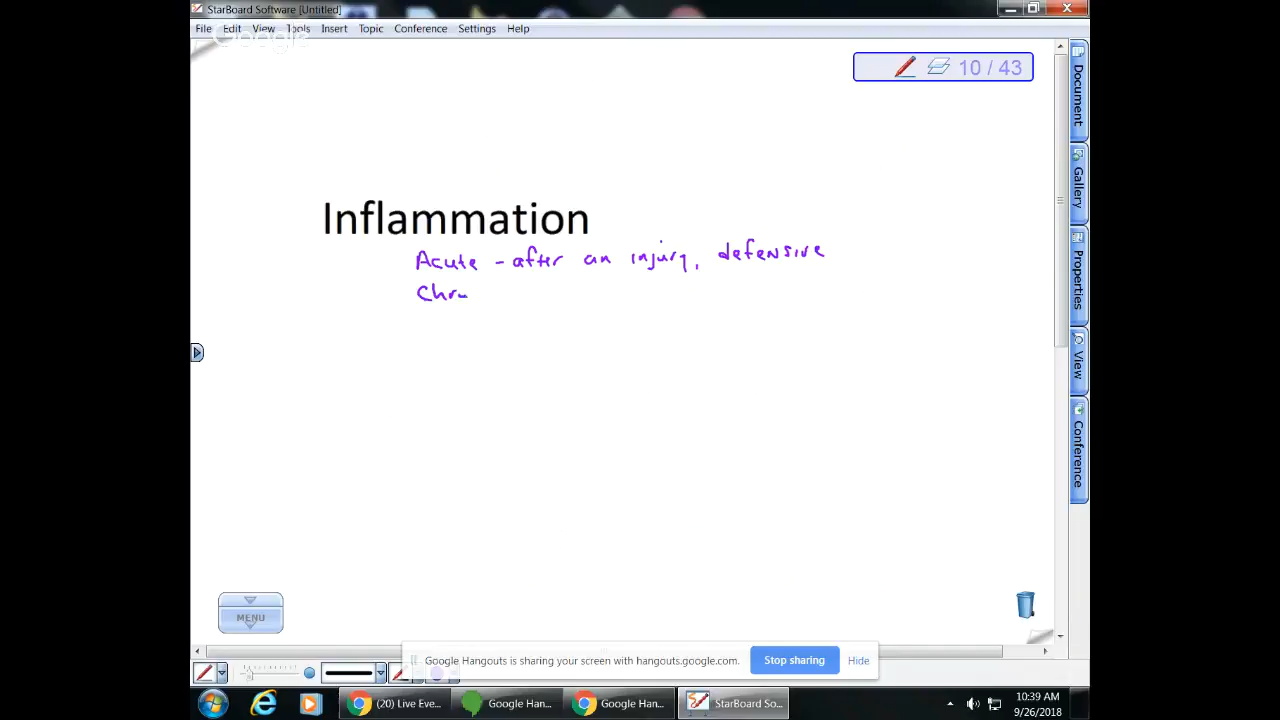 StarBoard Software [Untitled]
File Edit View Tools Insert Topic Conference Settings Help
Google
10 / 43
Document
Gallery
Properties
View
Conference
Inflammation
Acute - after an injury, defensive
Chr
MENU
Google Hangouts is sharing your screen with hangouts.google.com. Stop sharing Hide
(20) Live Eve... Google Han... Google Han... StarBoard So...
10:39 AM
9/26/2018